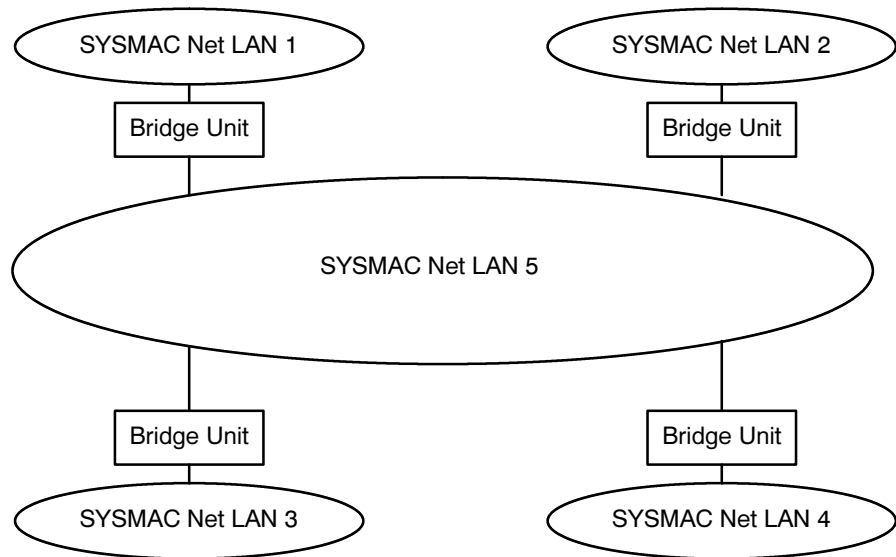 SYSMAC Net LAN 1
SYSMAC Net LAN 2
Bridge Unit
Bridge Unit
SYSMAC Net LAN 5
Bridge Unit
Bridge Unit
SYSMAC Net LAN 3
SYSMAC Net LAN 4